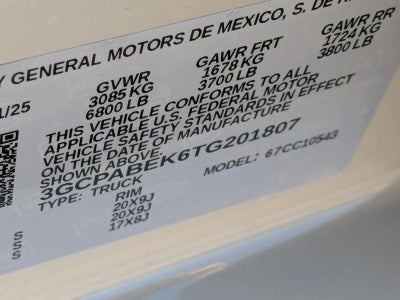 Y GENERAL MOTORS DE MEXICO, S. DE R
1/25 GVWR GAWR FRT GAWR RR
3085 KG 1678 KG 1724 KG
6800 LB 3700 LB 3800 LB
THIS VEHICLE CONFORMS TO ALL
APPLICABLE U.S. FEDERAL MOTOR
VEHICLE SAFETY STANDARDS IN EFFECT
ON THE DATE OF MANUFACTURE
SHOWN ABOVE.
3GCPABEK6TG201807
TYPE: TRUCK MODEL: 67CC10543
RIM
S 20X9J
S 20X9J
S 17X8J